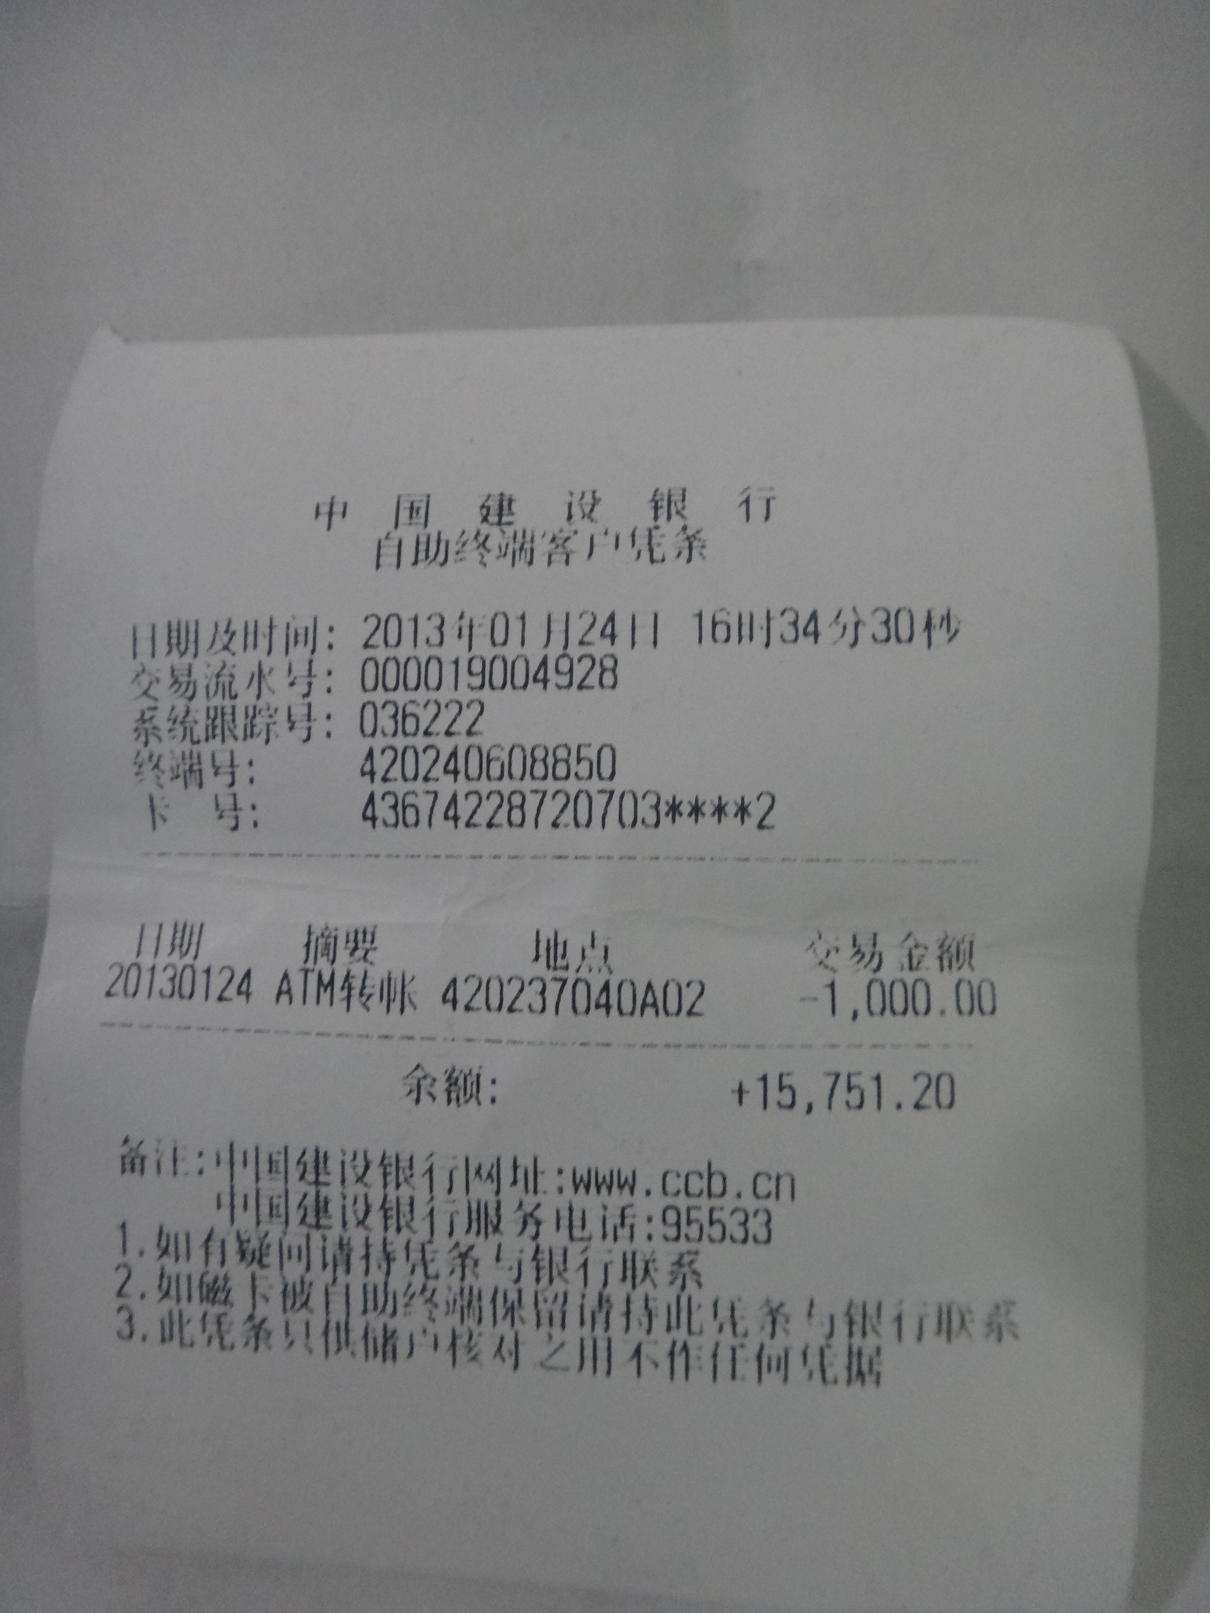 中国建设银行
自助终端客户凭条
日期及时间: 2013年01月24日 16时34分30秒
交易流水号: 000019004928
系统跟踪号: 036222
终端号: 420240608850
卡 号: 43674228720703****2
日期 摘要 地点 交易金额
20130124 ATM转帐 420237040A02 -1,000.00
余额: +15,751.20
备注:中国建设银行网址:www.ccb.cn
中国建设银行服务电话:95533
1.如有疑问请持凭条与银行联系
2.如磁卡被自助终端保留请持此凭条与银行联系
3.此凭条只供储户核对之用不作任何凭据